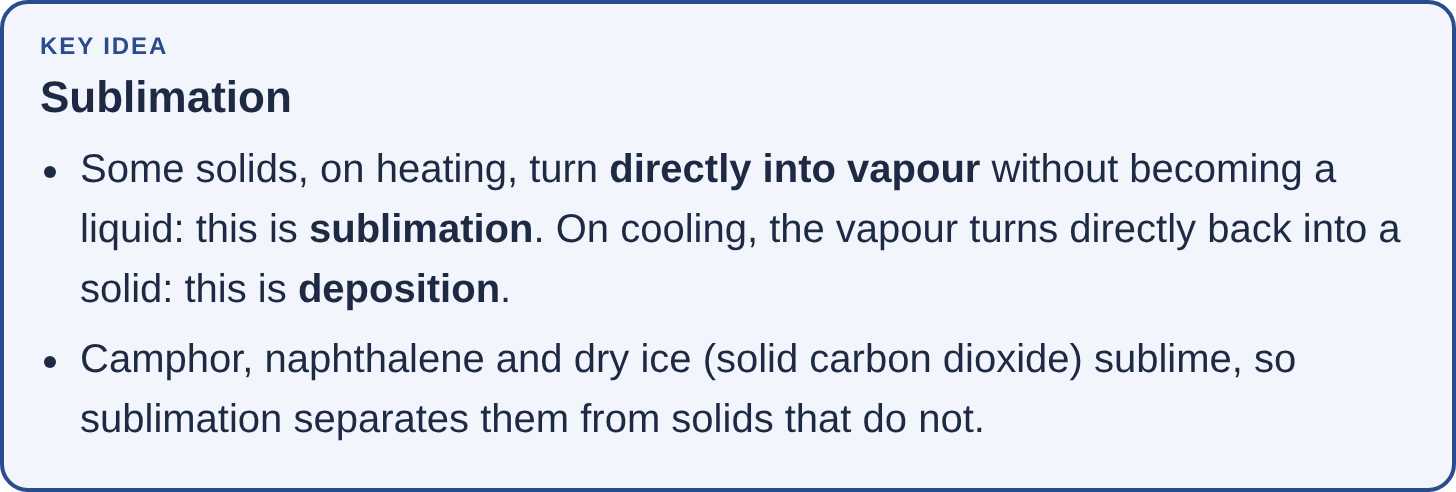 KEY IDEA
Sublimation
• Some solids, on heating, turn directly into vapour without becoming a
liquid: this is sublimation. On cooling, the vapour turns directly back into a
solid: this is deposition.
• Camphor, naphthalene and dry ice (solid carbon dioxide) sublime, so
sublimation separates them from solids that do not.